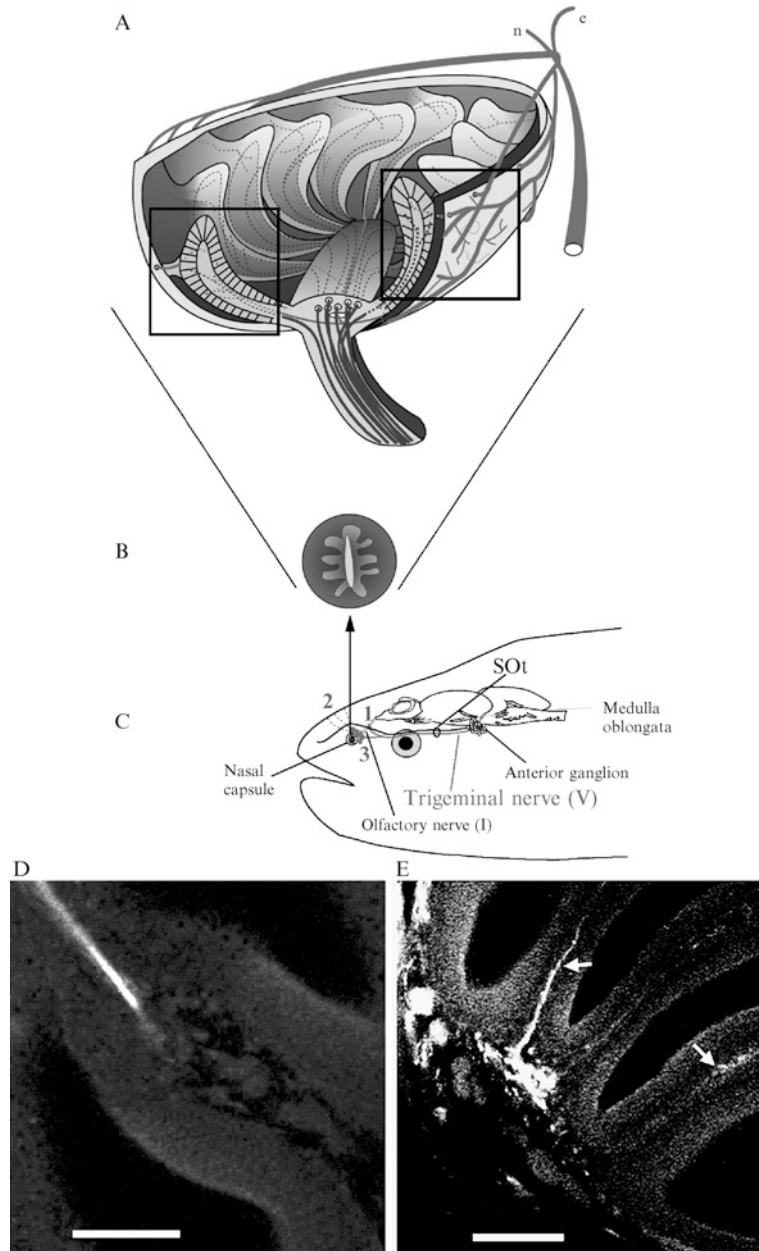 A
n
e
B
C
SOt
2
1
3
Medulla
oblongata
Nasal
capsule
Anterior ganglion
Trigeminal nerve (V)
Olfactory nerve (I)
D
E